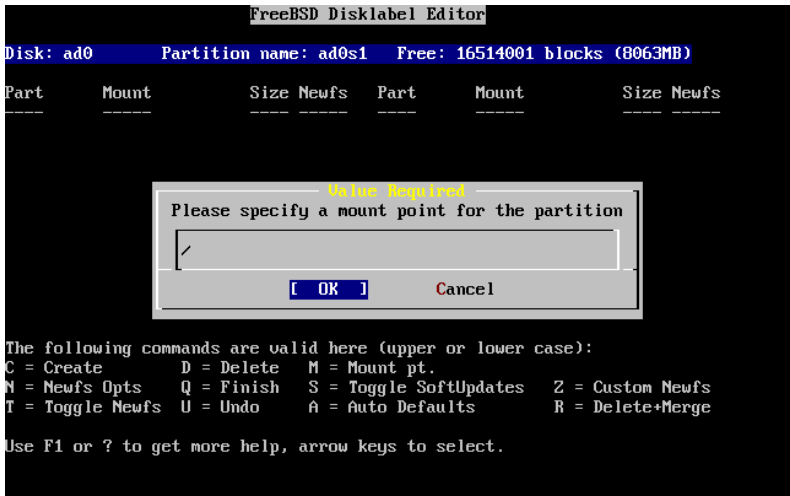 FreeBSD Disklabel Editor
Disk: ad0 Partition name: ad0s1 Free: 16514001 blocks (8063MB)
Part Mount Size Newfs Part Mount Size Newfs
---- ----- ---- ----- ---- ----- ---- -----
Value Required
Please specify a mount point for the partition
/
[ OK ] Cancel
The following commands are valid here (upper or lower case):
C = Create D = Delete M = Mount pt.
N = Newfs Opts Q = Finish S = Toggle SoftUpdates Z = Custom Newfs
T = Toggle Newfs U = Undo A = Auto Defaults R = Delete+Merge
Use F1 or ? to get more help, arrow keys to select.